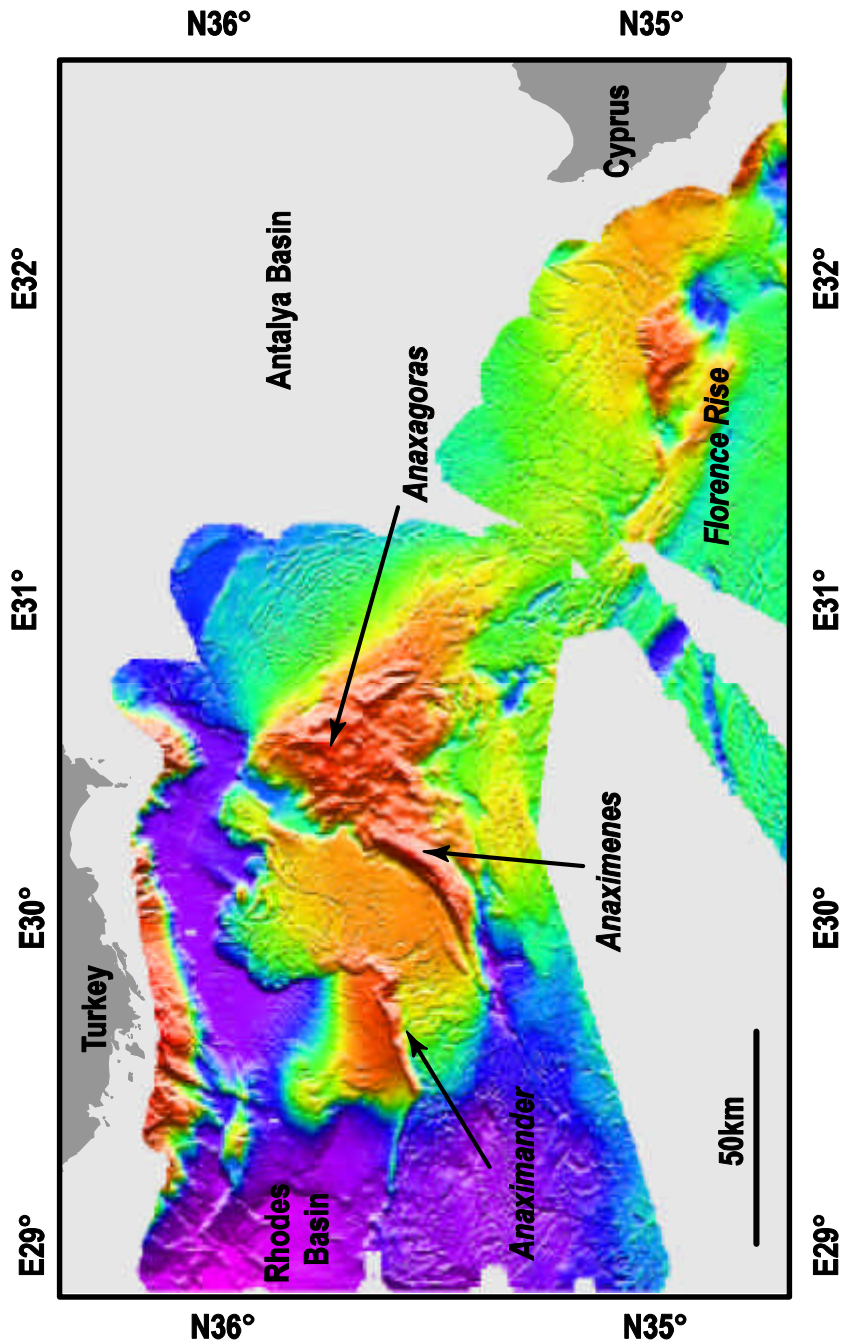 N36°
N35°
E32°
E32°
E31°
E31°
E30°
E30°
E29°
E29°
N36°
N35°
Turkey
Cyprus
Antalya Basin
Anaxagoras
Florence Rise
Anaximenes
Anaximander
Rhodes
Basin
50km